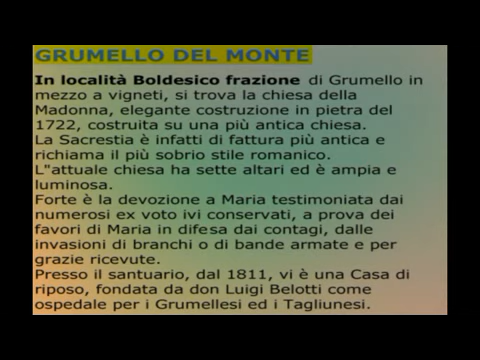 GRUMELLO DEL MONTE
In località Boldesico frazione di Grumello in
mezzo a vigneti, si trova la chiesa della
Madonna, elegante costruzione in pietra del
1722, costruita su una più antica chiesa.
La Sacrestia è infatti di fattura più antica e
richiama il più sobrio stile romanico.
L"attuale chiesa ha sette altari ed è ampia e
luminosa.
Forte è la devozione a Maria testimoniata dai
numerosi ex voto ivi conservati, a prova dei
favori di Maria in difesa dai contagi, dalle
invasioni di branchi o di bande armate e per
grazie ricevute.
Presso il santuario, dal 1811, vi è una Casa di
riposo, fondata da don Luigi Belotti come
ospedale per i Grumellesi ed i Tagliunesi.